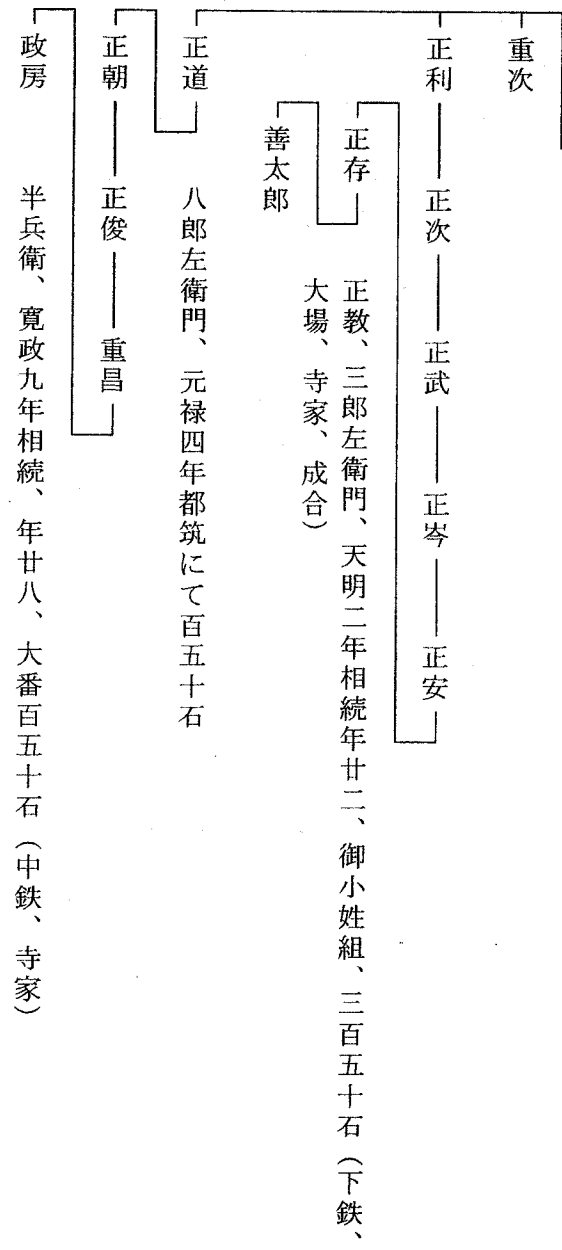 重次
正利―正次―正武―正岑―正安
正存 正教、三郎左衛門、天明二年相続年廿二、御小姓組、三百五十石（下鉄、
大場、寺家、成合）
善太郎
正道 八郎左衛門、元禄四年都筑にて百五十石
正朝―正俊―重昌
政房 半兵衛、寛政九年相続、年廿八、大番百五十石（中鉄、寺家）